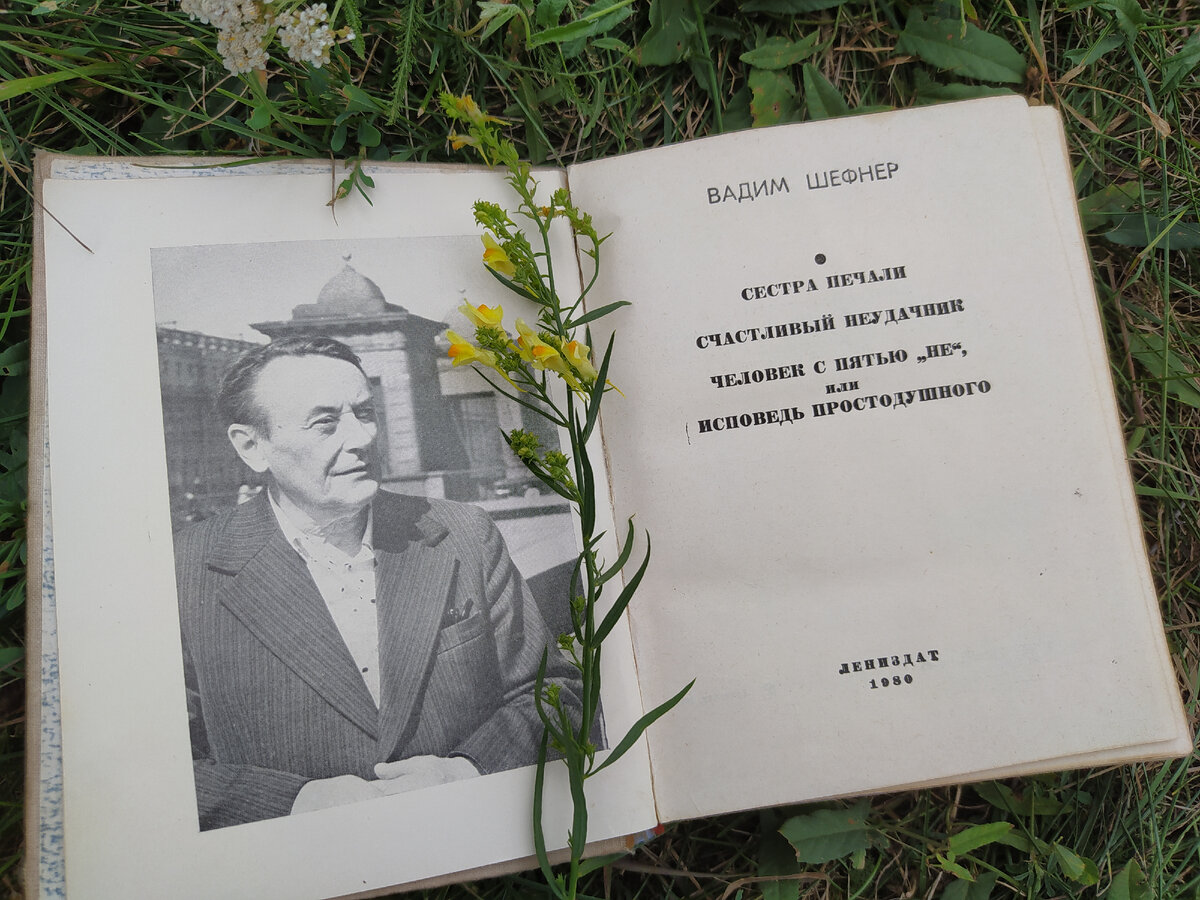 ВАДИМ ШЕФНЕР
СЕСТРА ПЕЧАЛИ
СЧАСТЛИВЫЙ НЕУДАЧНИК
ЧЕЛОВЕК С ПЯТЬЮ „НЕ“,
ИЛИ
ИСПОВЕДЬ ПРОСТОДУШНОГО
ЛЕНИЗДАТ
1980